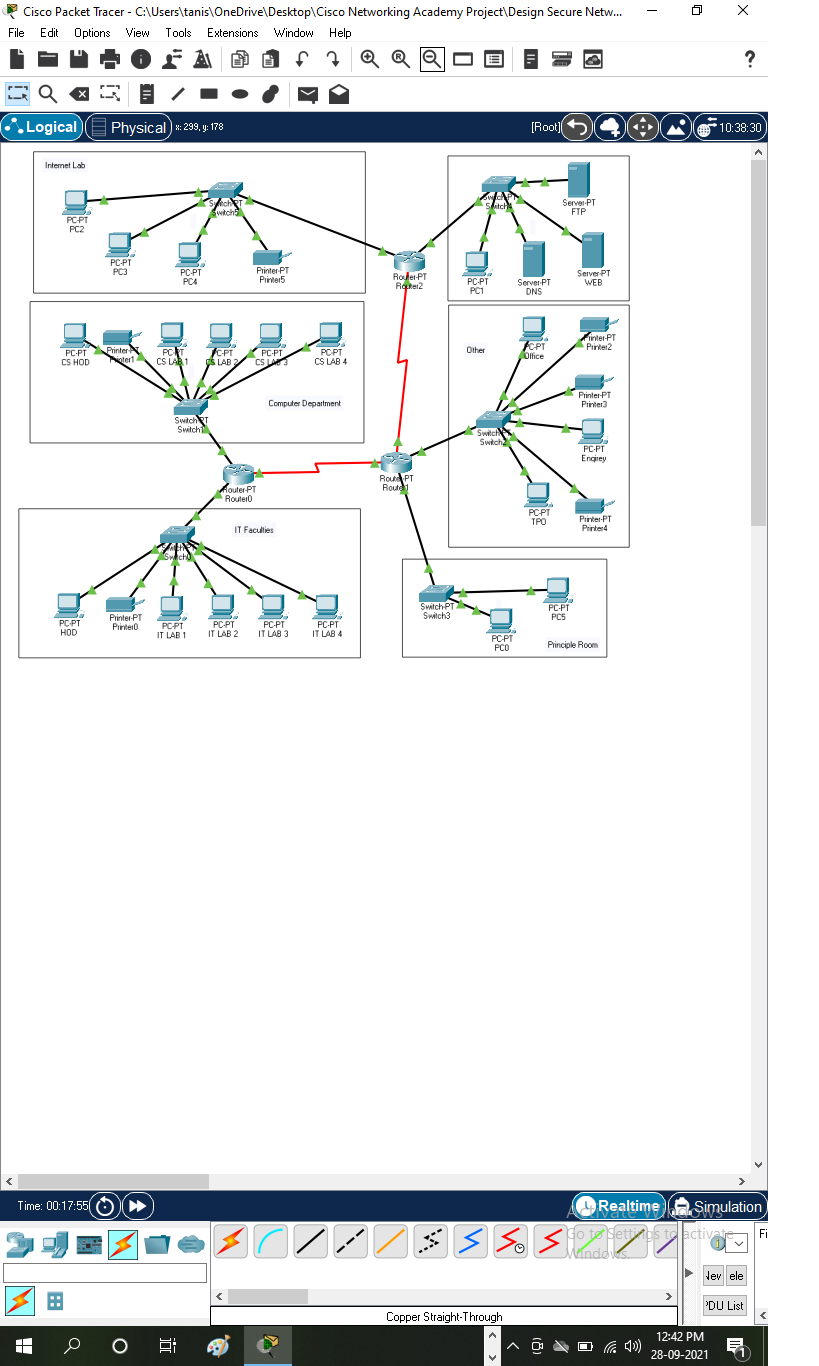 Cisco Packet Tracer - C:\Users\tanis\OneDrive\Desktop\Cisco Networking Academy Project\Design Secure Netw...
File Edit Options View Tools Extensions Window Help
Logical Physical x: 299, y: 178 [Root] 10:38:30
Internet Lab
Switch-PT
Switch5
PC-PT
PC2
PC-PT
PC3
PC-PT
PC4
Printer-PT
Printer5
Router-PT
Router2
Switch-PT
Switch4
Server-PT
FTP
PC-PT
PC1
Server-PT
DNS
Server-PT
WEB
PC-PT
CS HOD
Printer-PT
Printer1
PC-PT
CS LAB 1
PC-PT
CS LAB 2
PC-PT
CS LAB 3
PC-PT
CS LAB 4
Switch-PT
Switch1
Computer Department
Other
PC-PT
Office
Printer-PT
Printer2
Printer-PT
Printer3
Switch-PT
Switch2
PC-PT
Enqirey
PC-PT
TPO
Printer-PT
Printer4
Router-PT
Router0
Router-PT
Router1
IT Faculties
Switch-PT
Switch0
PC-PT
HOD
Printer-PT
Printer0
PC-PT
IT LAB 1
PC-PT
IT LAB 2
PC-PT
IT LAB 3
PC-PT
IT LAB 4
Switch-PT
Switch3
PC-PT
PC5
PC-PT
PC0
Principle Room
Time: 00:17:55 Realtime Simulation
Activate Windows
Go to Settings to activate
Windows.
Fi
lew ele
'DU List
Copper Straight-Through
12:42 PM
28-09-2021
1